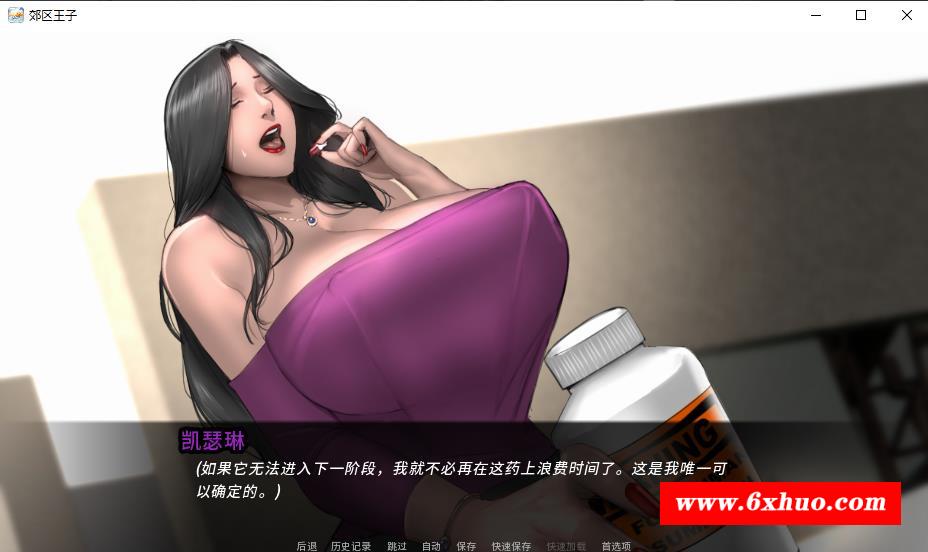 郊区王子
UNG
凯瑟琳
(如果它无法进入下一阶段，我就不必再在这药上浪费时间了。这是我唯一可
以确定的。)
www.6xhuo.com
后退 历史记录 跳过 自动 保存 快速保存 快速加载 首选项